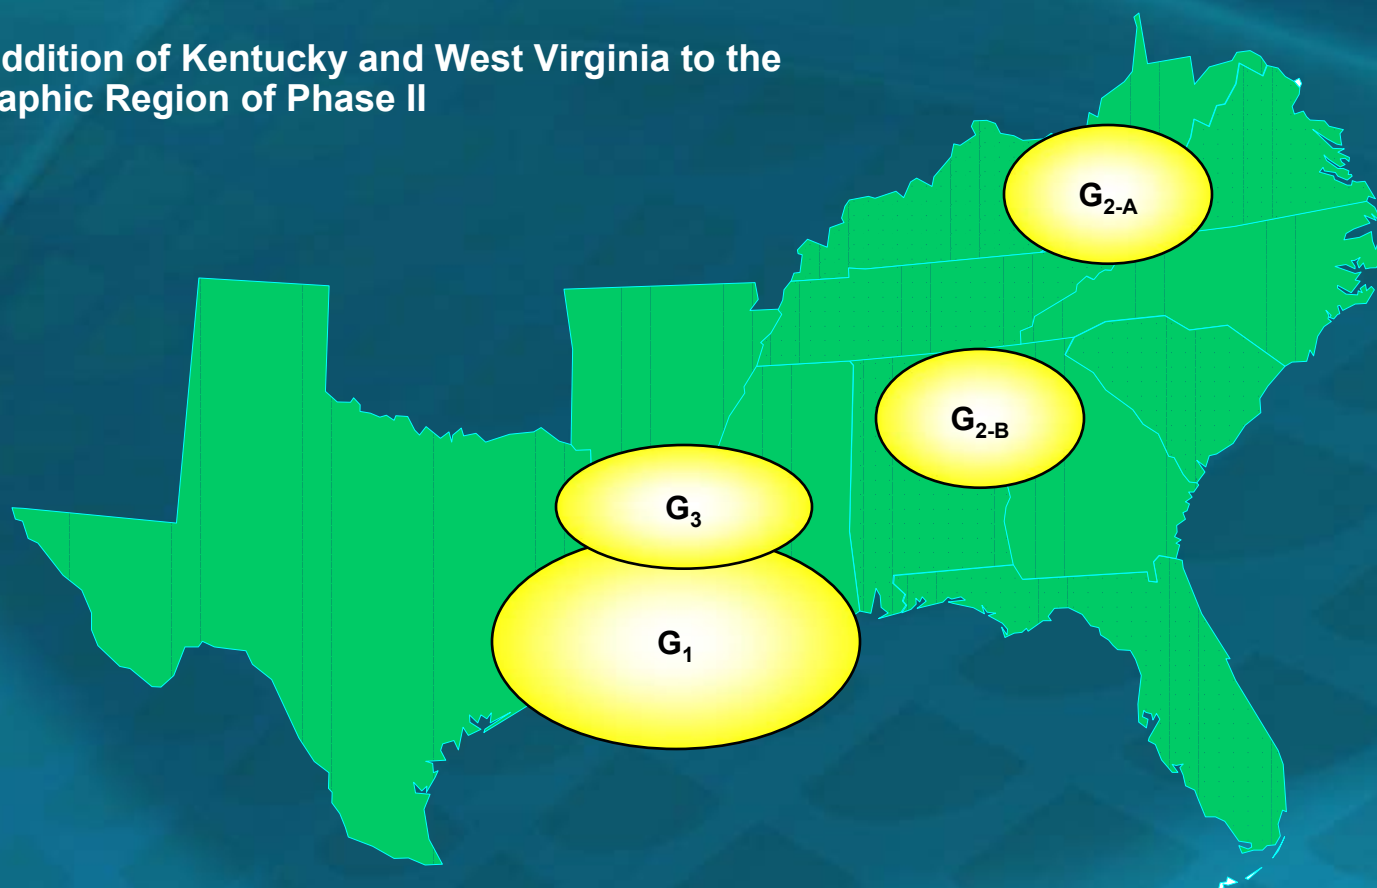 ddition of Kentucky and West Virginia to the
aphic Region of Phase II
G2-A
G2-B
G3
G1